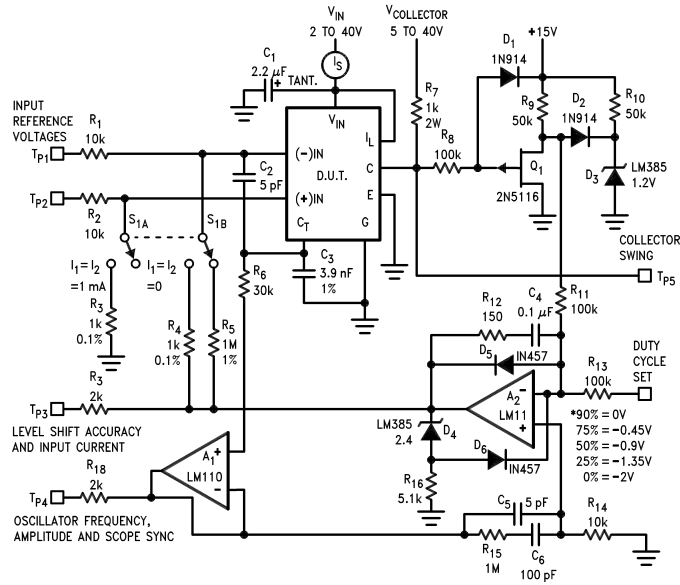 V_IN
2 TO 40V
V_COLLECTOR
5 TO 40V
+15V
I_S
C1
2.2 μF
+ TANT.
D1
1N914
R7
1k
2W
R9
50k
D2
1N914
R10
50k
INPUT
REFERENCE
VOLTAGES
R1
10k
TP1
V_IN
I_L
(-)IN
C
D.U.T.
(+)IN
E
C_T
G
R8
100k
Q1
2N5116
D3
LM385
1.2V
C2
5 pF
TP2
R2
10k
S1A
S1B
C3
3.9 nF
1%
COLLECTOR
SWING
TP5
I1 = I2
=1 mA
I1 = I2
=0
R6
30k
R3
1k
0.1%
R4
1k
0.1%
R5
1M
1%
R12
150
C4
0.1 μF
R11
100k
D5
IN457
R13
100k
DUTY
CYCLE
SET
R3
2k
TP3
LEVEL SHIFT ACCURACY
AND INPUT CURRENT
A2
LM11
-
+
*90% = 0V
75% = -0.45V
50% = -0.9V
25% = -1.35V
0% = -2V
LM385
2.4
D4
D6
IN457
A1
LM110
+
-
R18
2k
TP4
OSCILLATOR FREQUENCY,
AMPLITUDE AND SCOPE SYNC
R16
5.1k
C5
5 pF
R14
10k
R15
1M
C6
100 pF